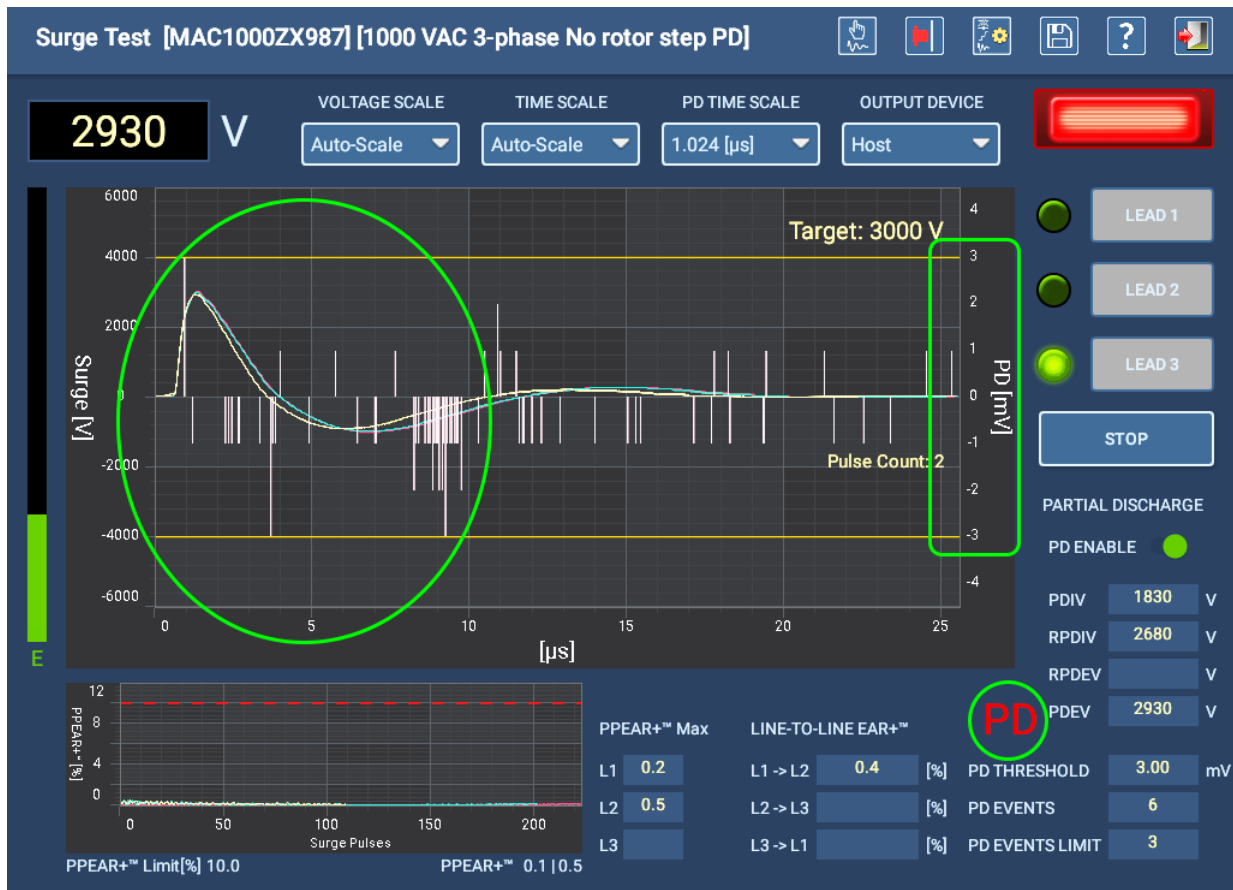 Surge Test [MAC1000ZX987] [1000 VAC 3-phase No rotor step PD]
?
VOLTAGE SCALE TIME SCALE PD TIME SCALE OUTPUT DEVICE
2930 V
Auto-Scale Auto-Scale 1.024 [µs] Host
Target: 3000 V
Surge [V]
6000
4000
2000
0
-2000
-4000
-6000
4
3
2
1
0
-1
-2
-3
-4
PD [mV]
Pulse Count: 2
0 5 10 15 20 25
[µs]
E
LEAD 1
LEAD 2
LEAD 3
STOP
PARTIAL DISCHARGE
PD ENABLE
PDIV 1830 V
RPDIV 2680 V
RPDEV V
PDEV 2930 V
PD
PD THRESHOLD 3.00 mV
PD EVENTS 6
PD EVENTS LIMIT 3
PPEAR+™ [%]
12
8
4
0
0 50 100 150 200
Surge Pulses
PPEAR+™ Limit[%] 10.0 PPEAR+™ 0.1|0.5
PPEAR+™ Max
L1 0.2
L2 0.5
L3
LINE-TO-LINE EAR+™
L1 -> L2 0.4 [%]
L2 -> L3 [%]
L3 -> L1 [%]